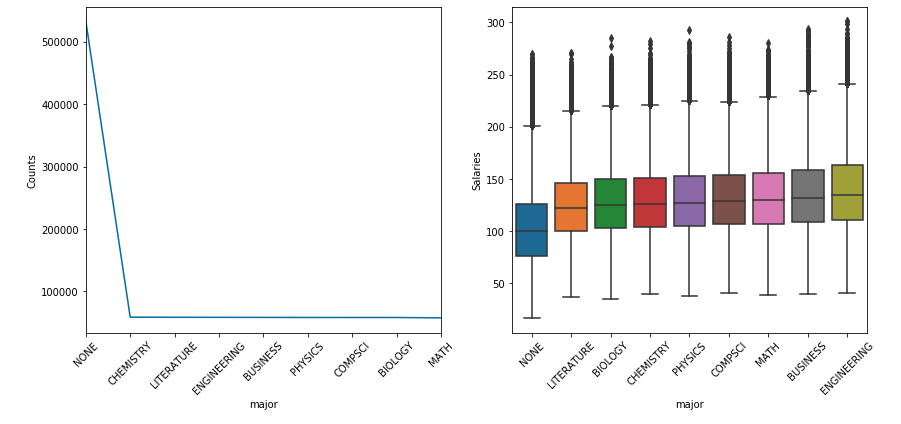 500000
400000
300000
200000
100000
Counts
NONE
CHEMISTRY
LITERATURE
ENGINEERING
BUSINESS
PHYSICS
COMPSCI
BIOLOGY
MATH
major
300
250
200
150
100
50
Salaries
NONE
LITERATURE
BIOLOGY
CHEMISTRY
PHYSICS
COMPSCI
MATH
BUSINESS
ENGINEERING
major